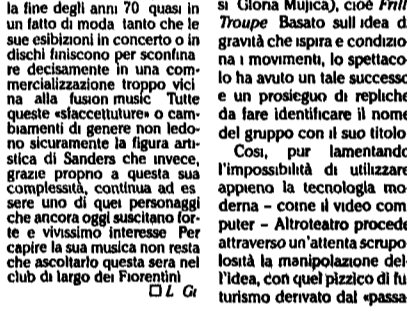 la fine degli anni 70 quasi in
un fatto di moda tanto che le
sue esibizioni in concerto o in
dischi finiscono per sconfina
re decisamente in una com-
mercializzazione troppo vici
na alla fusion music Tutte
queste «sfaccettuture» o cam-
biamenti di genere non ledo-
no sicuramente la figura arti-
stica di Sanders che invece,
grazie proprio a questa sua
complessità, continua ad es
sere uno di quei personaggi
che ancora oggi suscitano for-
te e vivissimo interesse Per
capire la sua musica non resta
che ascoltarlo questa sera nel
club di largo dei Fiorentini
□ L Gi
si Gloria Mujica), cioè Frill
Troupe Basato sull idea d
gravità che ispira e condizio-
na i movimenti, lo spettaco-
lo ha avuto un tale successo
e un prosieguo di repliche
da fare identificare il nome
del gruppo con il suo titolo
Così, pur lamentando
l'impossibilità di utilizzare
appieno la tecnologia mo-
derna – come il video com
puter – Altroteatro procede
attraverso un'attenta scrupo-
losità la manipolazione del-
l'idea, con quel pizzico di fu
turismo derivato dal «passa